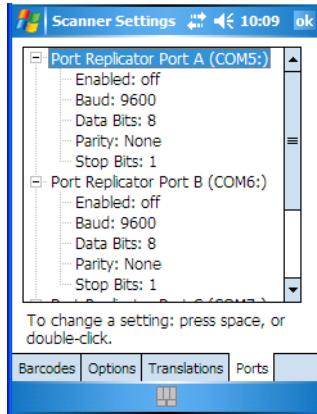 Scanner Settings 10:09 ok
Port Replicator Port A (COM5:)
Enabled: off
Baud: 9600
Data Bits: 8
Parity: None
Stop Bits: 1
Port Replicator Port B (COM6:)
Enabled: off
Baud: 9600
Data Bits: 8
Parity: None
Stop Bits: 1
To change a setting: press space, or
double-click.
Barcodes Options Translations Ports